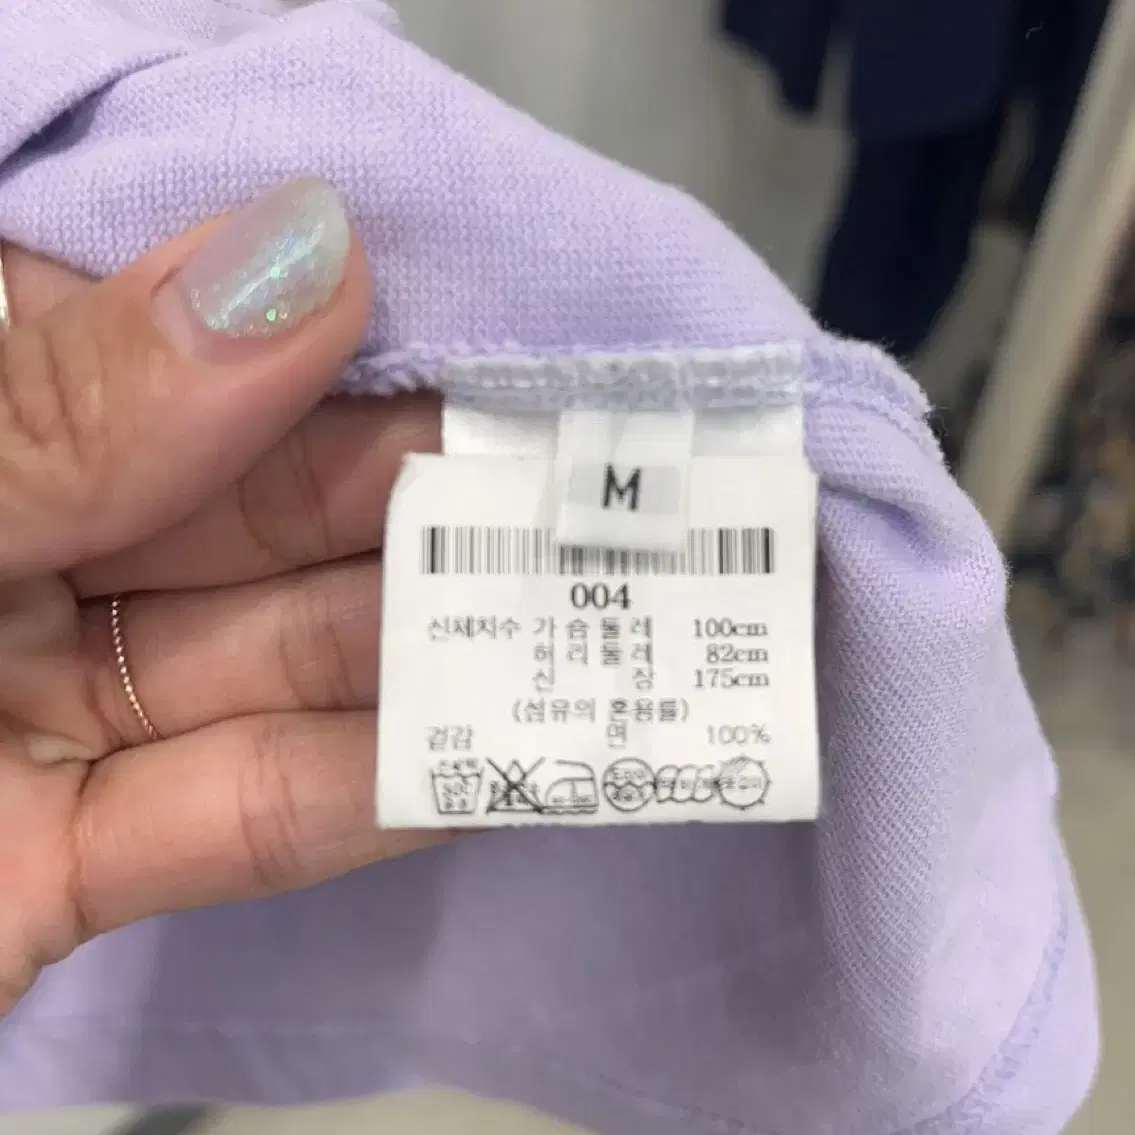 M
004
신체치수 가슴둘레 100cm
허리둘레 82cm
신장 175cm
(섬유의 혼용률)
겉감 면 100%